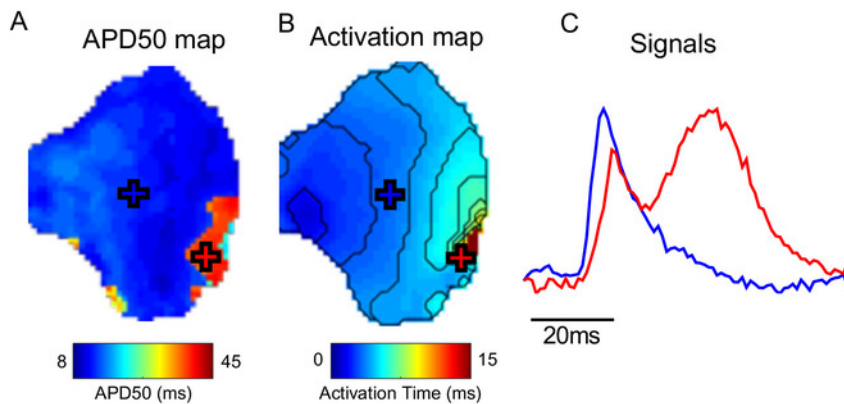 A
APD50 map
B
Activation map
C
Signals
8
45
APD50 (ms)
0
15
Activation Time (ms)
20ms